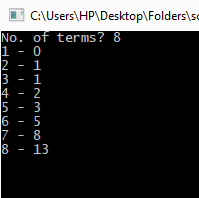 C:\Users\HP\Desktop\Folders\s
No. of terms? 8
1 - 0
2 - 1
3 - 1
4 - 2
5 - 3
6 - 5
7 - 8
8 - 13